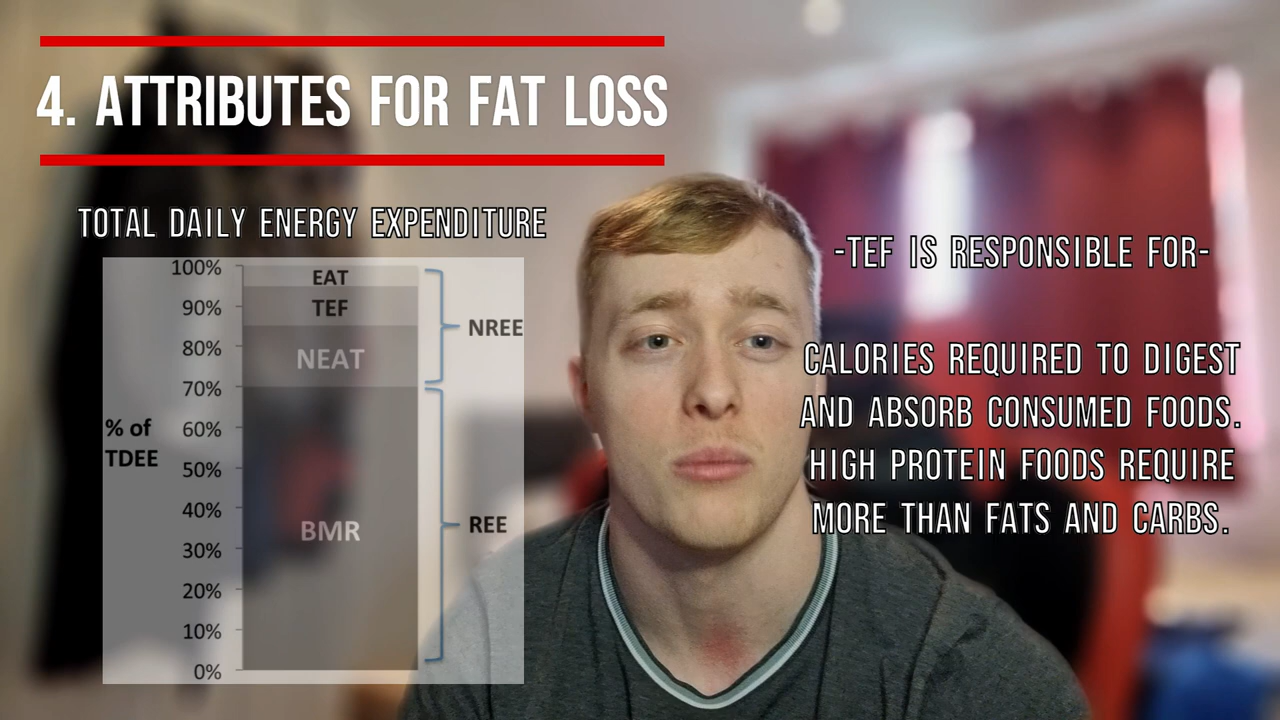 4. ATTRIBUTES FOR FAT LOSS
TOTAL DAILY ENERGY EXPENDITURE
100%
90%
80%
70%
60%
50%
40%
30%
20%
10%
0%
% of
TDEE
EAT
TEF
NEAT
BMR
NREE
REE
-TEF IS RESPONSIBLE FOR-
CALORIES REQUIRED TO DIGEST
AND ABSORB CONSUMED FOODS.
HIGH PROTEIN FOODS REQUIRE
MORE THAN FATS AND CARBS.